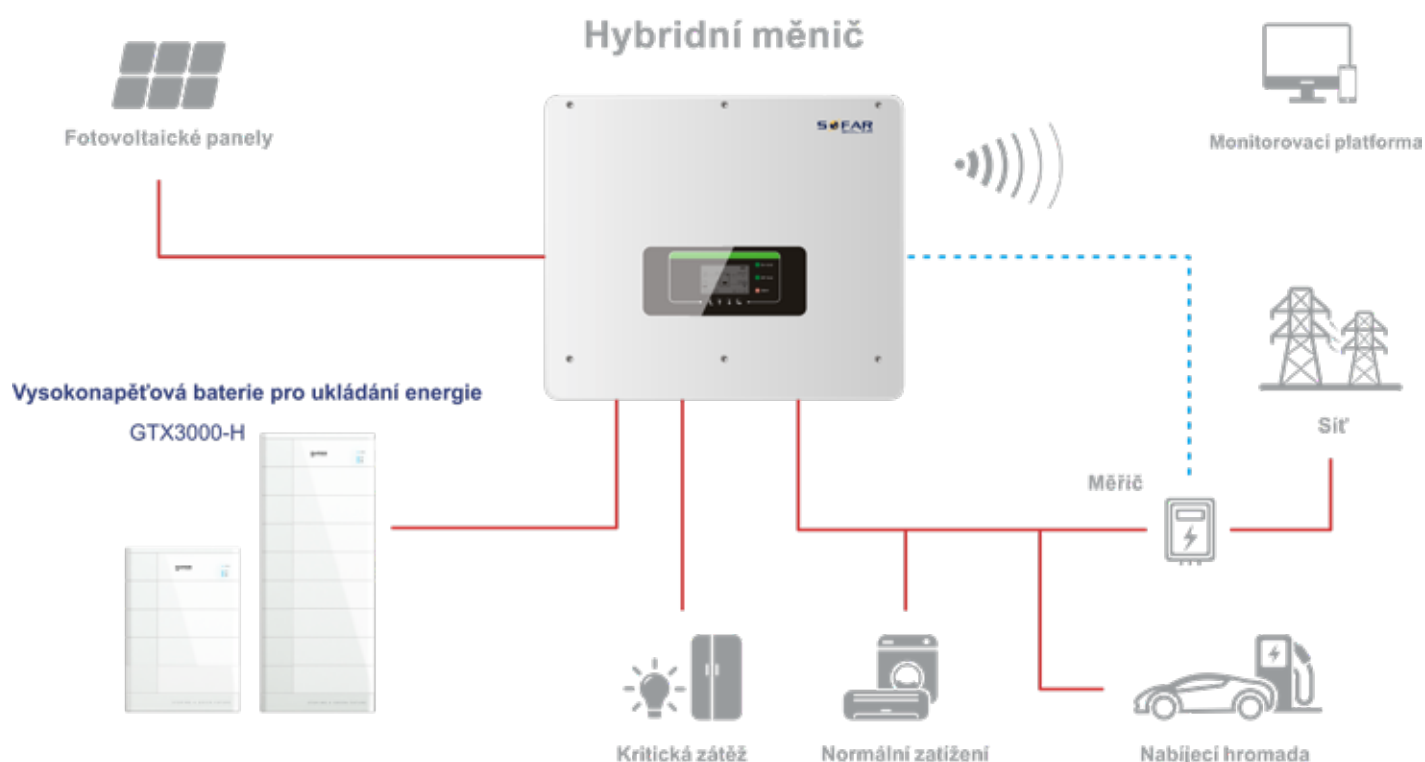 Hybridní měnič
SOFAR
Fotovoltaické panely
Monitorovací platforma
Vysokonapěťová baterie pro ukládání energie
GTX3000-H
Síť
Měřič
Kritická zátěž
Normální zatížení
Nabíjecí hromada